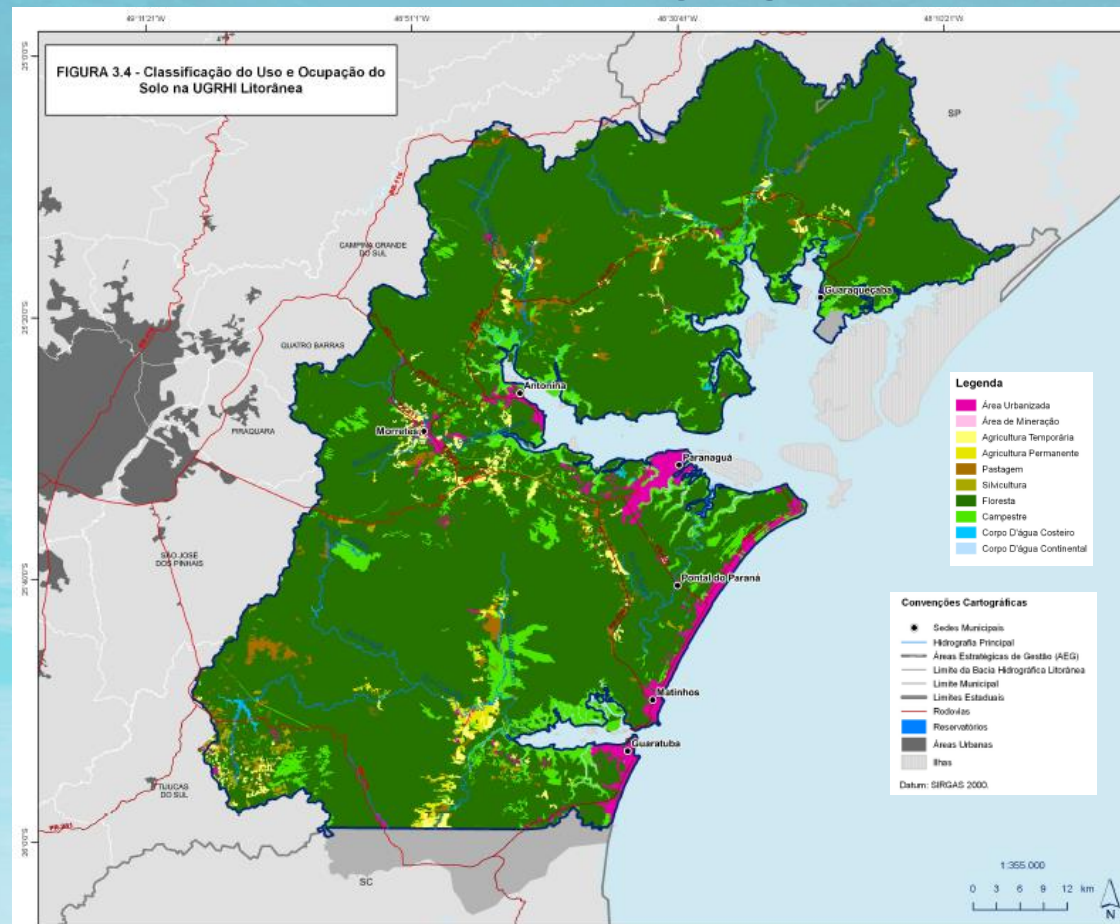 49°11'21"W
48°30'41"W
48°10'21"W
FIGURA 3.4 - Classificação do Uso e Ocupação do
Solo na UGRHI Litorânea
SP
CAMPINA GRANDE
DO SUL
QUATRO BARRAS
PIRAQUARA
SÃO JOSÉ
DOS PINHAIS
TIJUCAS
DO SUL
SC
Guaraqueçaba
Antonina
Morretes
Paranaguá
Pontal do Paraná
Matinhos
Guaratuba
Legenda
Área Urbanizada
Área de Mineração
Agricultura Temporária
Agricultura Permanente
Pastagem
Silvicultura
Floresta
Campestre
Corpo D'água Costeiro
Corpo D'água Continental
Convenções Cartográficas
Sedes Municipais
Hidrografia Principal
Áreas Estratégicas de Gestão (AEG)
Limite da Bacia Hidrográfica Litorânea
Limite Municipal
Limites Estaduais
Rodovias
Reservatórios
Áreas Urbanas
Ilhas
Datum: SIRGAS 2000.
1:355.000
0 3 6 9 12 km
N